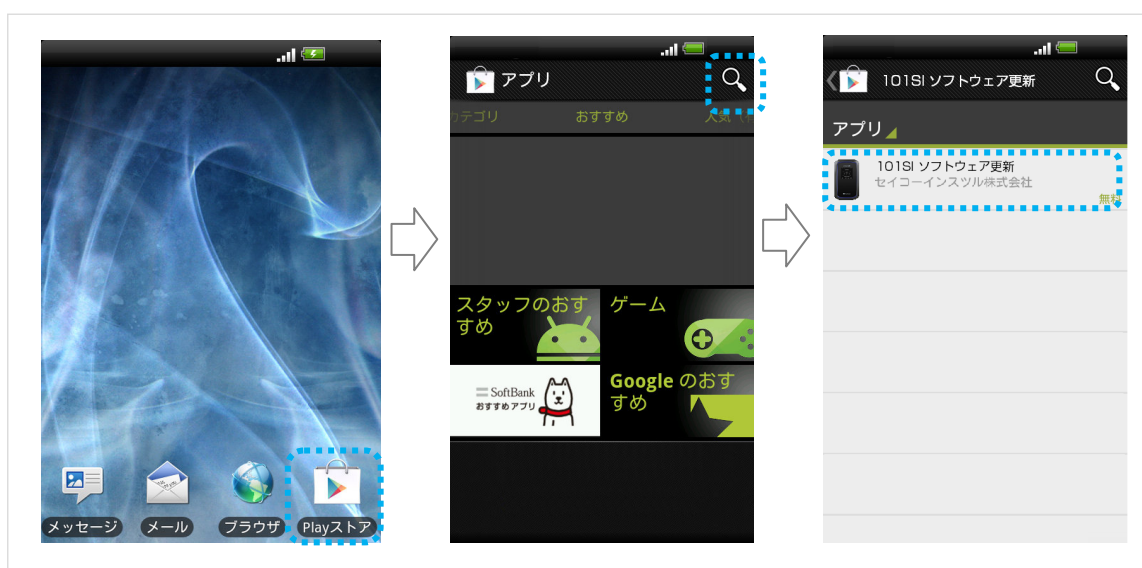 メッセージ
メール
ブラウザ
Playストア
アプリ
カテゴリ
おすすめ
人気
スタッフのおす
すめ
ゲーム
SoftBank
おすすめアプリ
Google のおす
すめ
101SI ソフトウェア更新
アプリ
101SI ソフトウェア更新
セイコーインスツル株式会社
無料